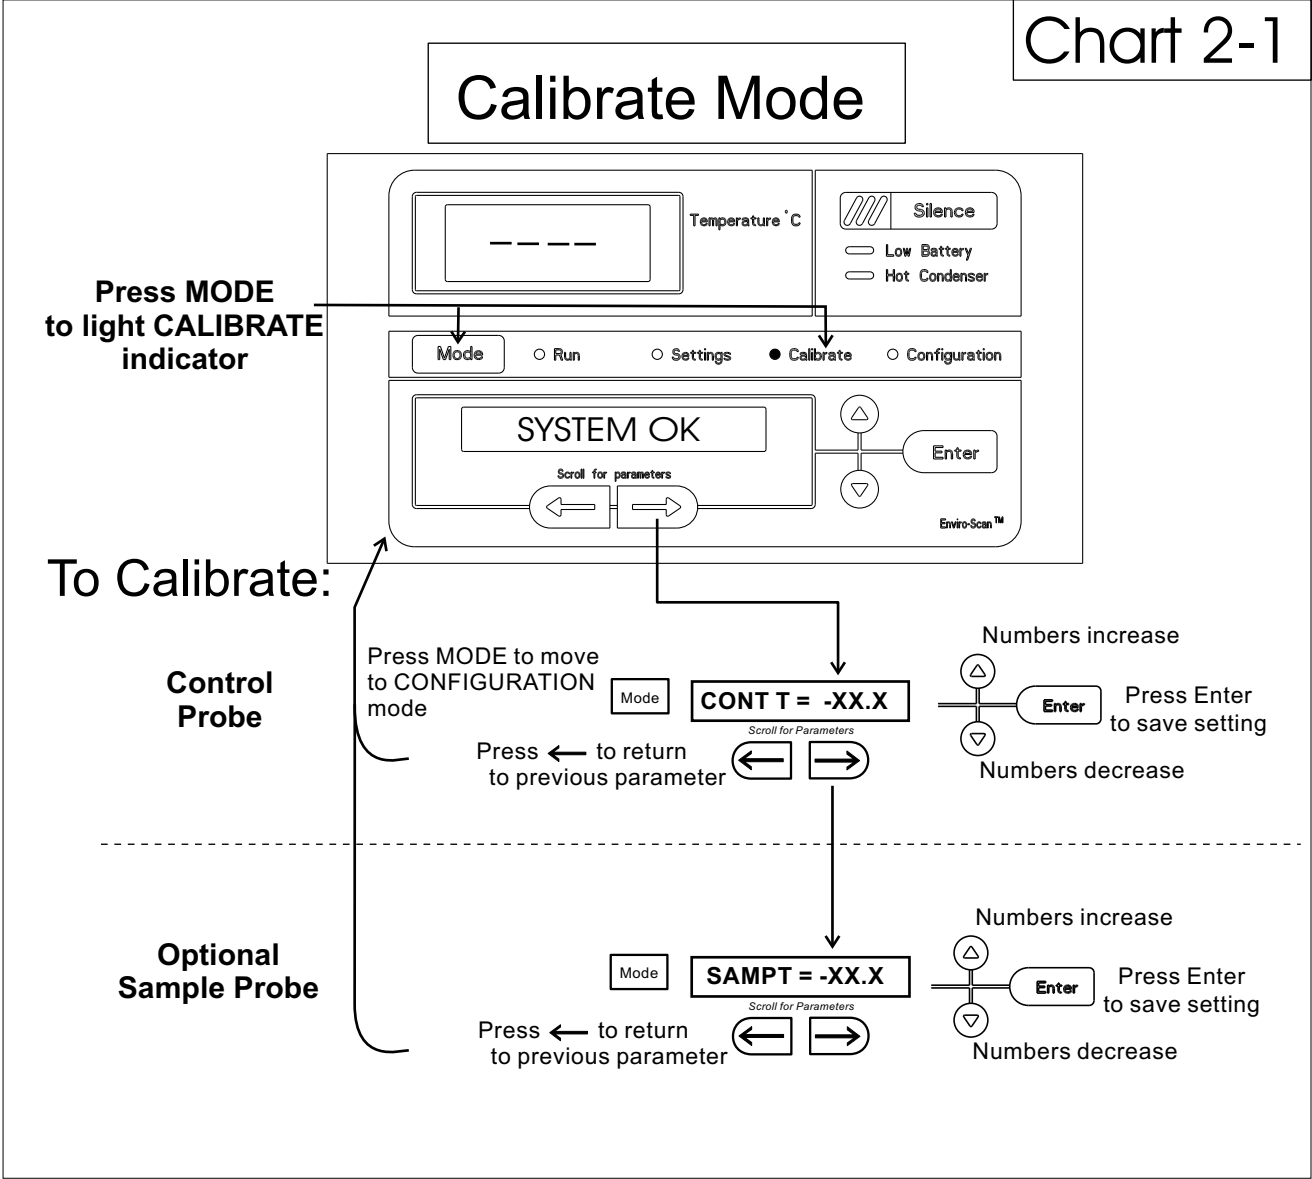 Chart 2-1
Calibrate Mode
Temperature °C
Silence
Low Battery
Hot Condenser
Press MODE
to light CALIBRATE
indicator
Mode
Run
Settings
Calibrate
Configuration
SYSTEM OK
Scroll for parameters
Enter
Enviro-Scan™
To Calibrate:
Control
Probe
Press MODE to move
to CONFIGURATION
mode
Mode
CONT T = -XX.X
Scroll for Parameters
Press ← to return
to previous parameter
Numbers increase
Enter
Press Enter
to save setting
Numbers decrease
Optional
Sample Probe
Mode
SAMPT = -XX.X
Scroll for Parameters
Press ← to return
to previous parameter
Numbers increase
Enter
Press Enter
to save setting
Numbers decrease